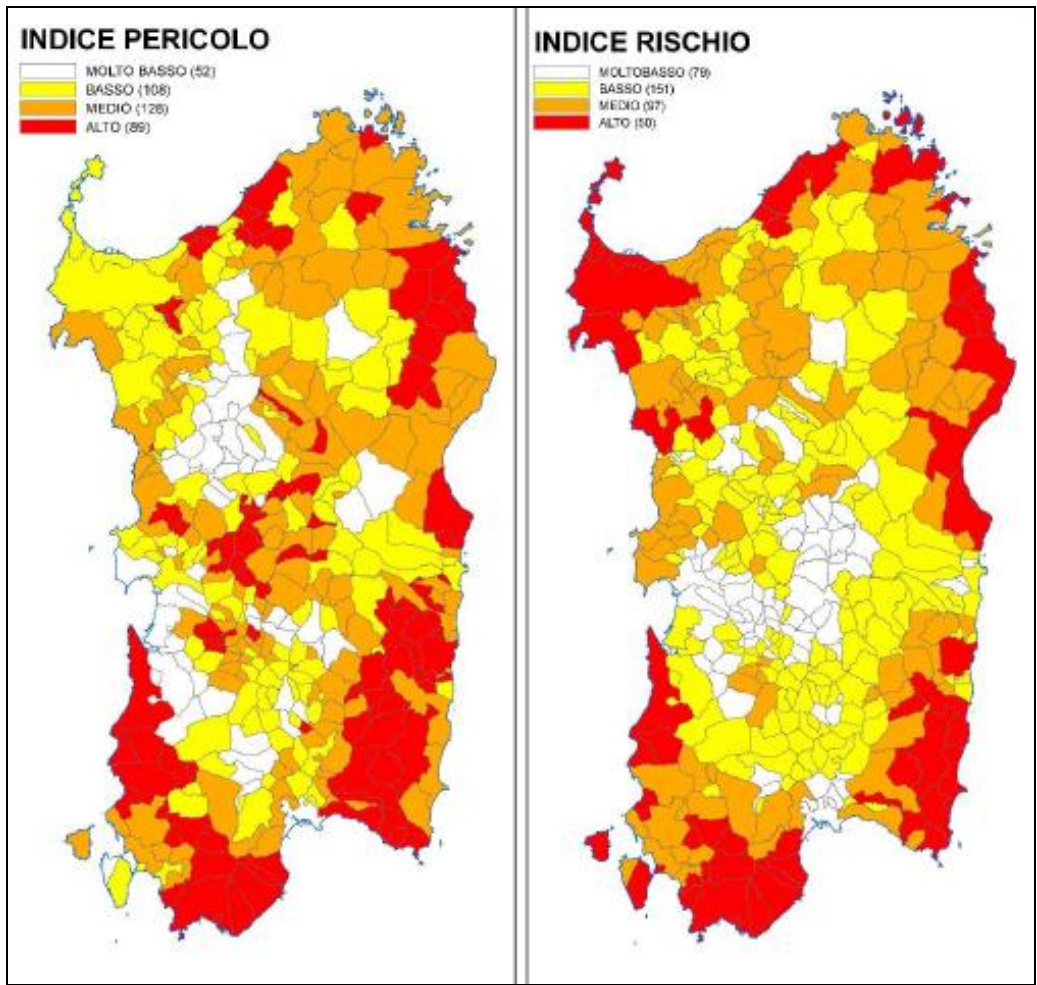 INDICE PERICOLO
MOLTO BASSO (52)
BASSO (108)
MEDIO (128)
ALTO (89)
INDICE RISCHIO
MOLTOBASSO (79)
BASSO (151)
MEDIO (97)
ALTO (50)